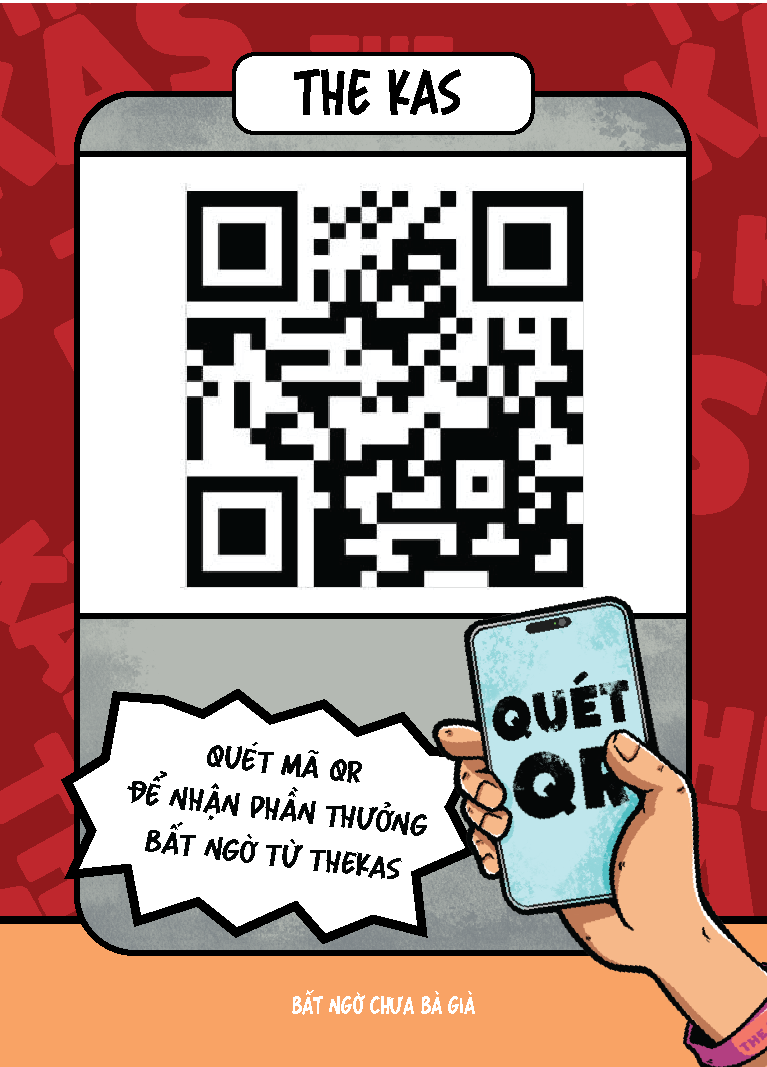 THE KAS
QUÉT
QR
QUÉT MÃ QR
ĐỂ NHẬN PHẦN THƯỞNG
BẤT NGỜ TỪ THEKAS
BẤT NGỜ CHƯA BÀ GIÀ
THE